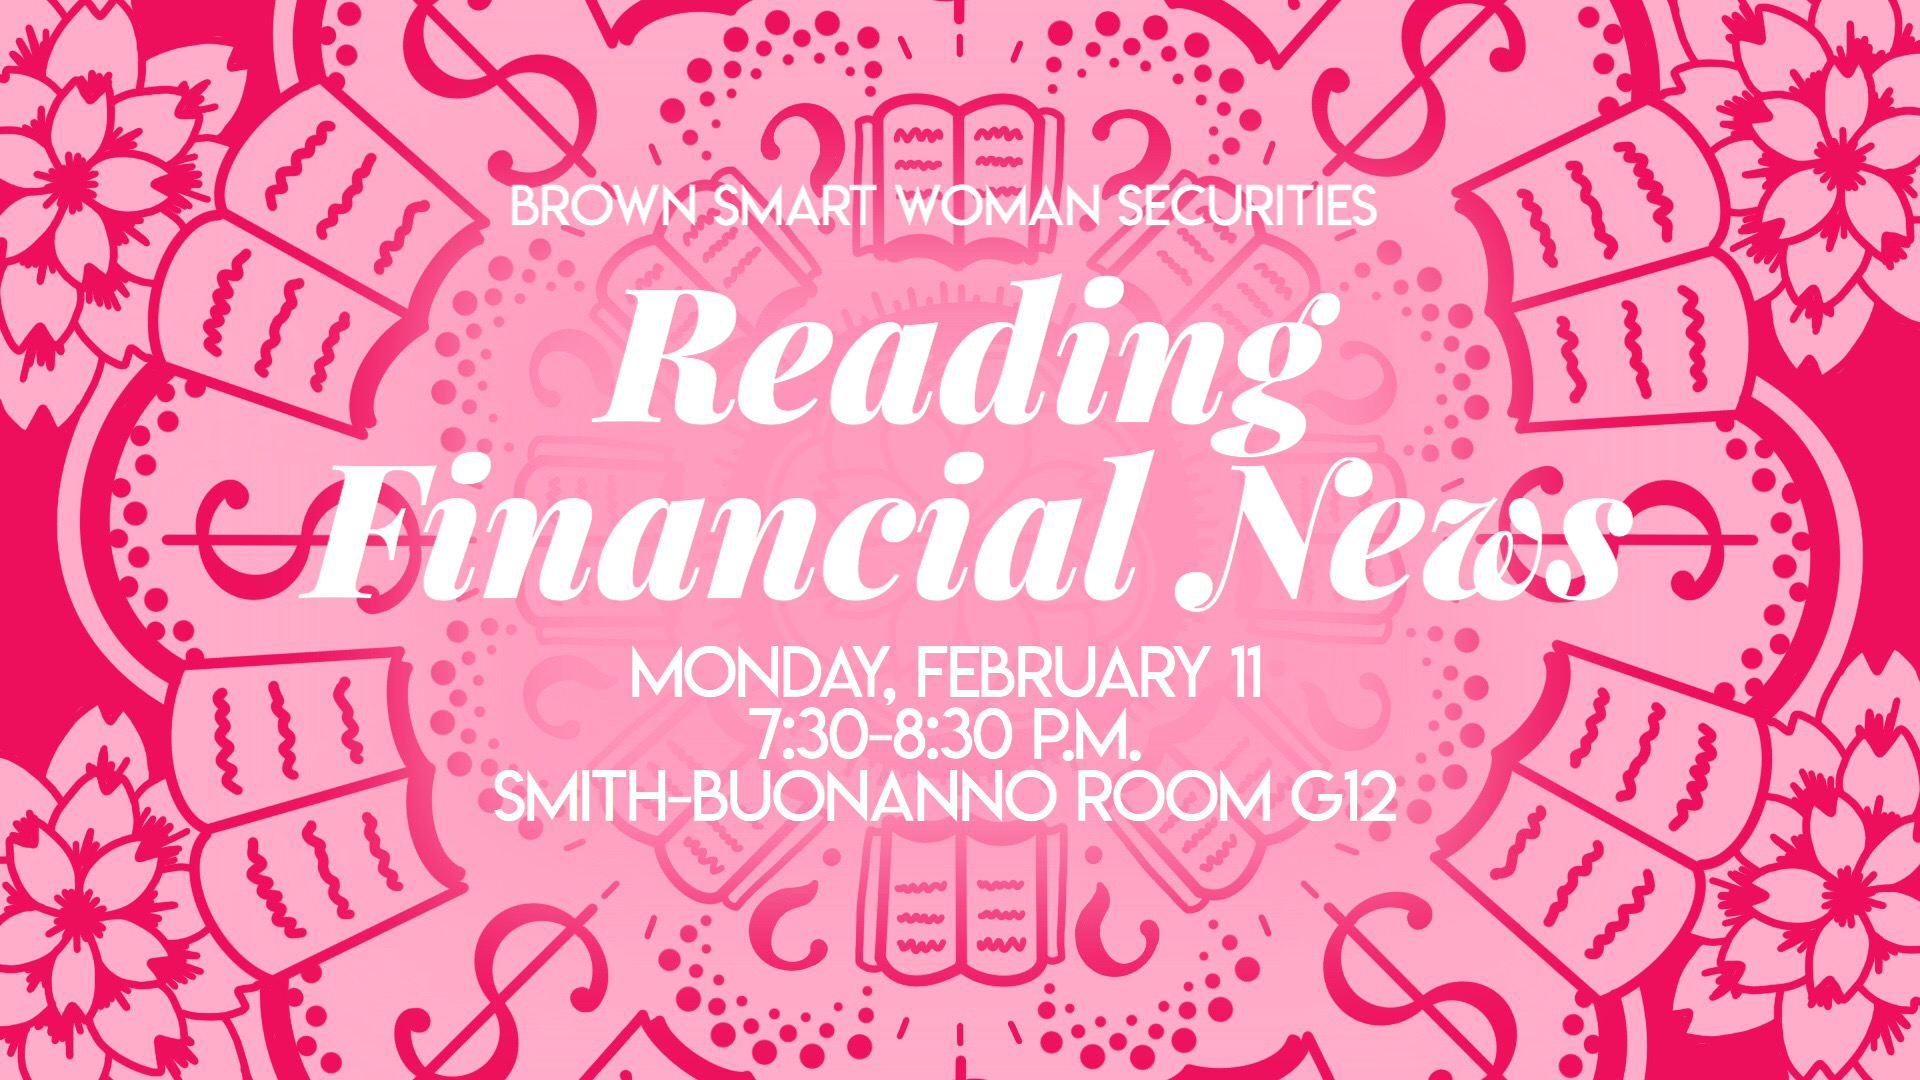 BROWN SMART WOMAN SECURITIES
Reading
Financial News
MONDAY, FEBRUARY 11
7:30-8:30 P.M.
SMITH-BUONANNO ROOM G12